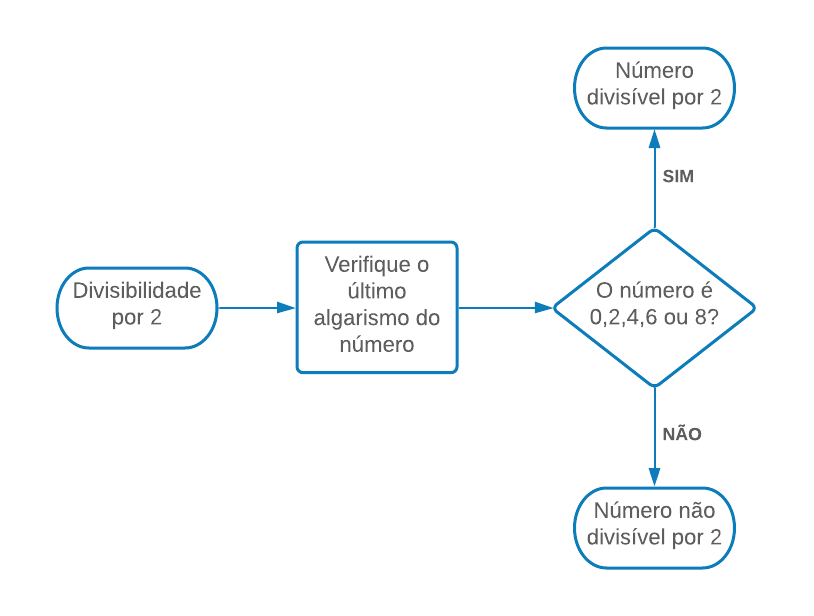 Divisibilidade
por 2
Verifique o
último
algarismo do
número
O número é
0,2,4,6 ou 8?
SIM
Número
divisível por 2
NÃO
Número não
divisível por 2